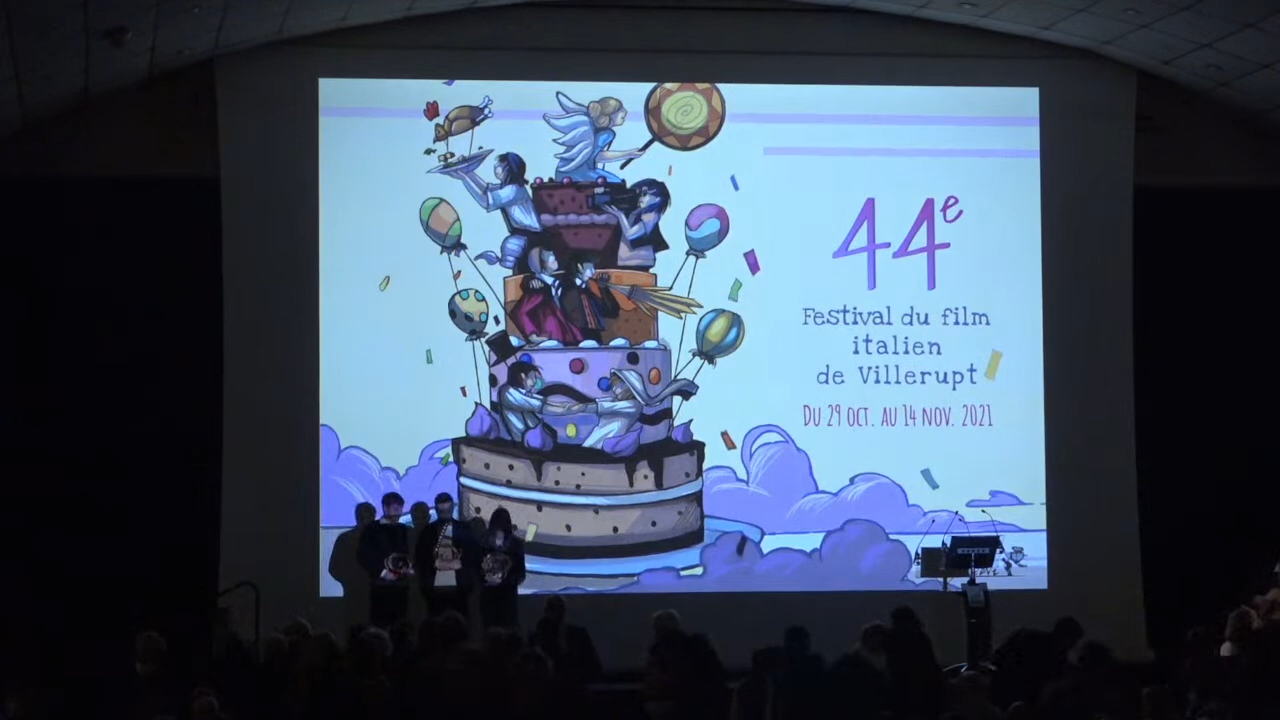 44e
Festival du film
italien
de Villerupt
DU 29 OCT. AU 14 NOV. 2021